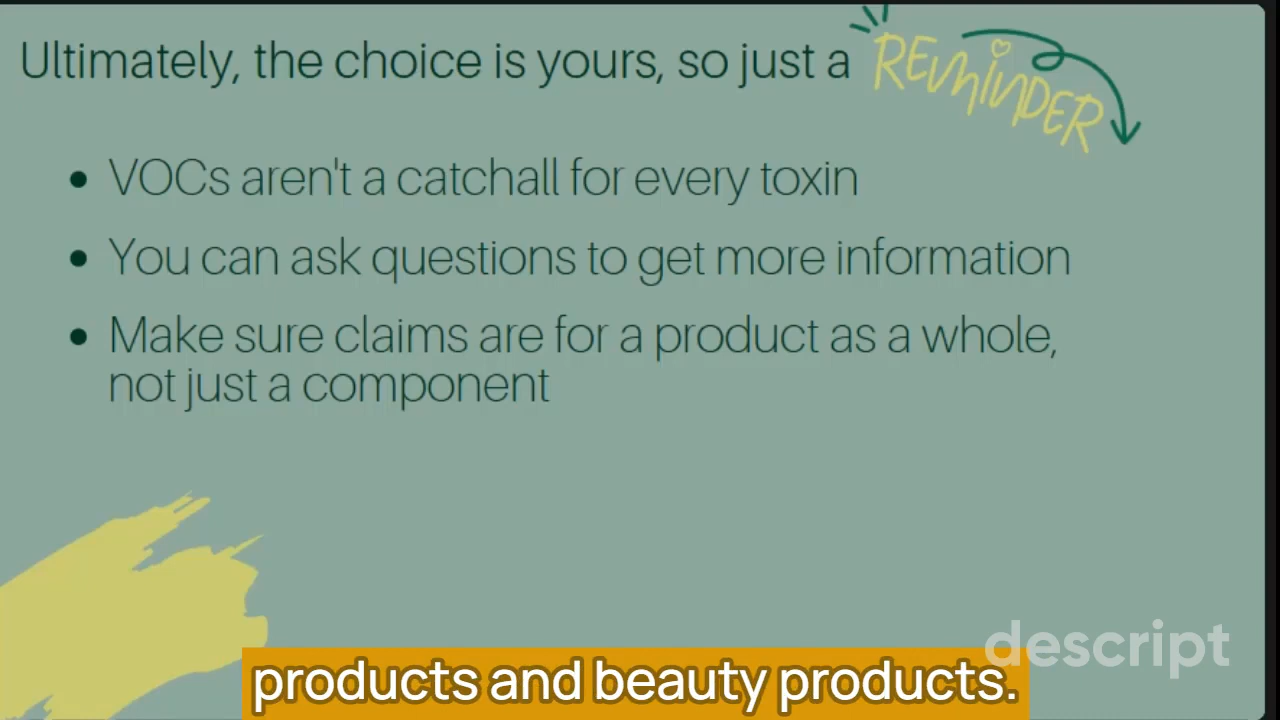 Ultimately, the choice is yours, so just a REMINDER
• VOCs aren't a catchall for every toxin
• You can ask questions to get more information
• Make sure claims are for a product as a whole,
not just a component
descript
products and beauty products.